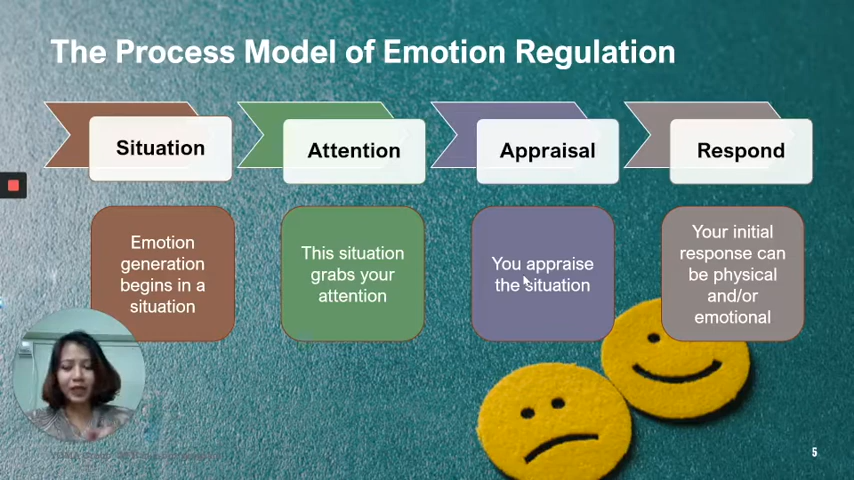 The Process Model of Emotion Regulation
Situation
Attention
Appraisal
Respond
Emotion
generation
begins in a
situation
This situation
grabs your
attention
You appraise
the situation
Your initial
response can
be physical
and/or
emotional
5